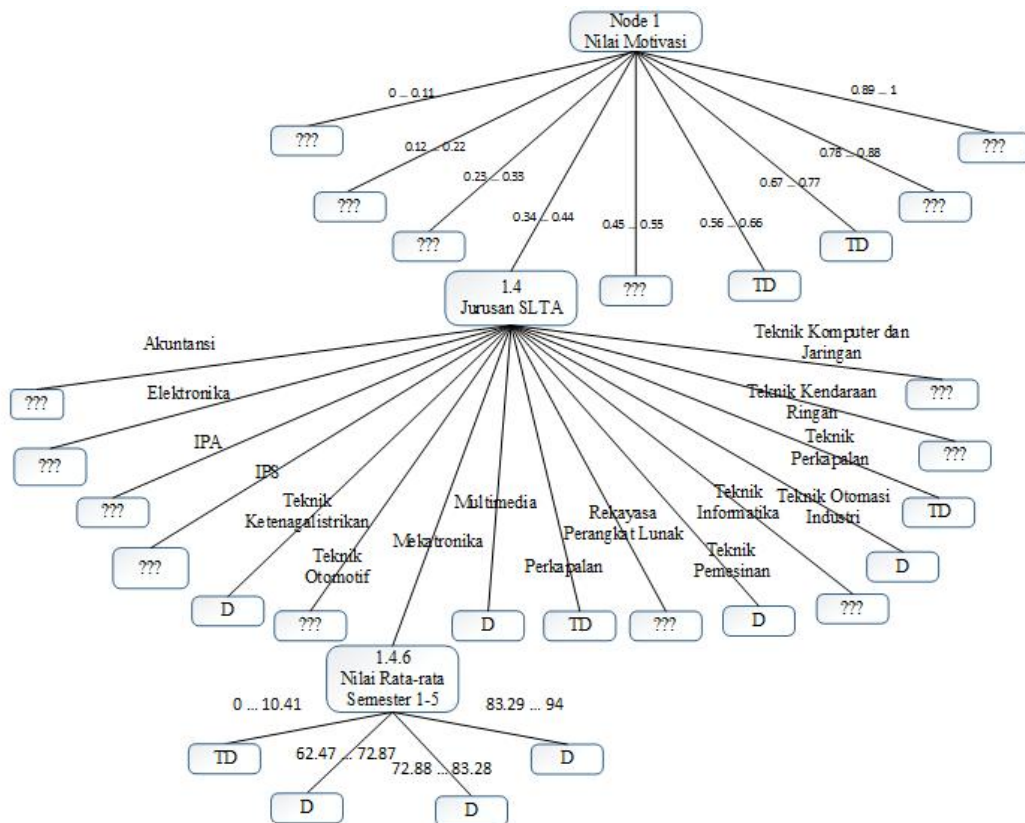 Node 1
Nilai Motivasi
0 ... 0.11
0.89 ... 1
???
???
0.12 ... 0.22
0.78 ... 0.88
0.23 ... 0.33
0.67 ... 0.77
???
???
0.34 ... 0.44
0.45 ... 0.55
0.56 ... 0.66
???
TD
1.4
Jurusan SLTA
???
TD
Akuntansi
Teknik Komputer dan
Jaringan
???
Elektronika
Teknik Kendaraan
Ringan
???
???
IPA
Teknik
Perkapalan
???
???
IPS
Teknik
Ketenagalistrikan
Multimedia
Rekayasa
Perangkat Lunak
Teknik
Informatika
Teknik Otomasi
Industri
TD
???
Teknik
Otomotif
Mekatronika
Perkapalan
Teknik
Pemesinan
D
D
???
D
TD
???
D
???
1.4.6
Nilai Rata-rata
Semester 1-5
0 ... 10.41
83.29 ... 94
TD
62.47 ... 72.87
72.88 ... 83.28
D
D
D